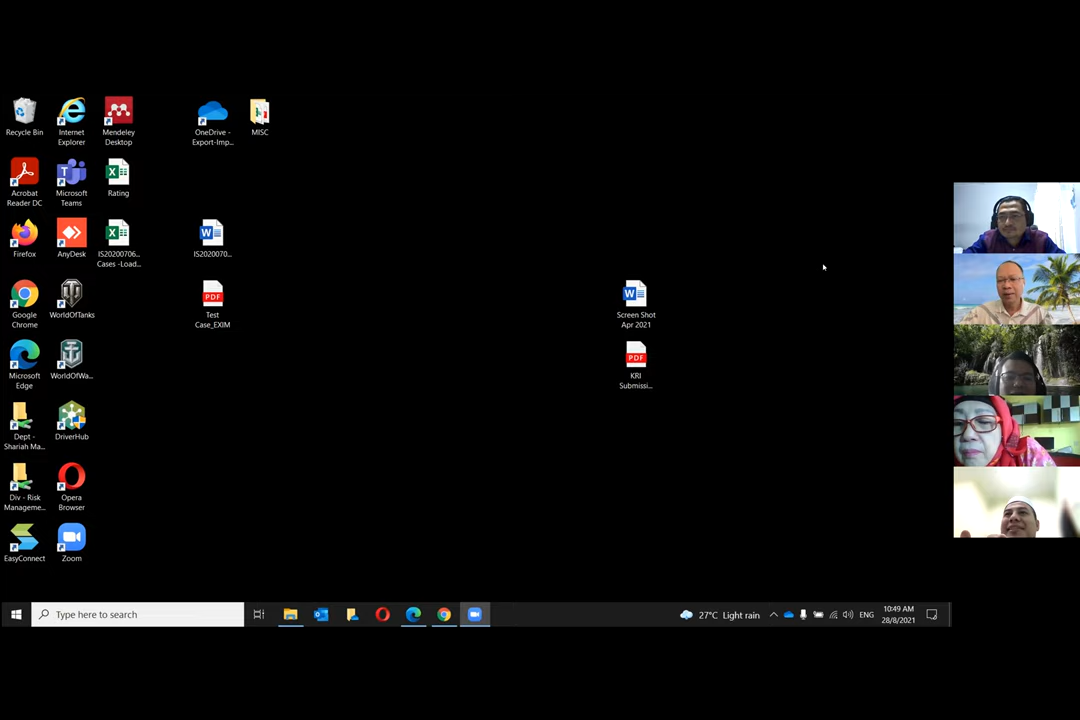 Recycle Bin
Internet
Explorer
Mendeley
Desktop
OneDrive -
Export-Imp...
MISC
Acrobat
Reader DC
Microsoft
Teams
Rating
Firefox
AnyDesk
IS20200706...
Cases -Load...
IS2020070...
Google
Chrome
WorldOfTanks
PDF
Test
Case_EXIM
Screen Shot
Apr 2021
Microsoft
Edge
WorldOfWa...
PDF
KRI
Submissi...
Dept -
Shariah Ma...
DriverHub
Div - Risk
Manageme...
Opera
Browser
EasyConnect
Zoom
Type here to search
27°C Light rain
ENG
10:49 AM
28/8/2021